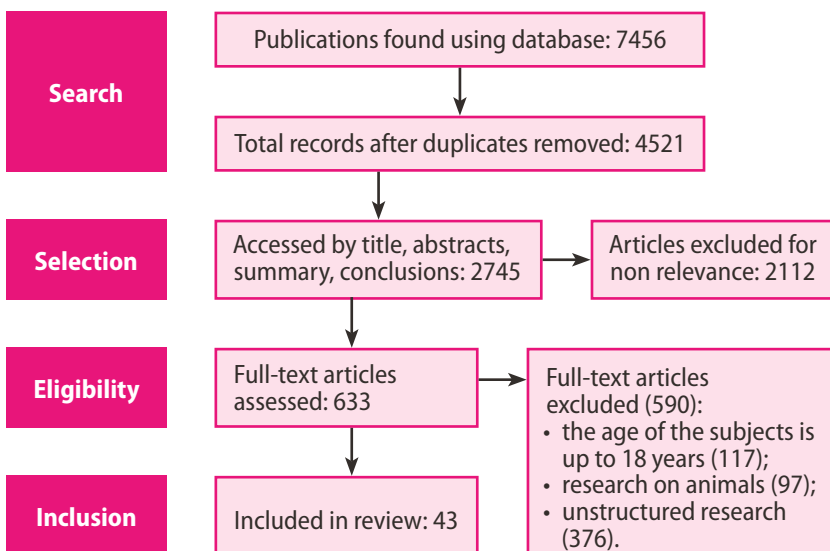 Search
Publications found using database: 7456
Total records after duplicates removed: 4521
Selection
Accessed by title, abstracts,
summary, conclusions: 2745
Articles excluded for
non relevance: 2112
Eligibility
Full-text articles
assessed: 633
Full-text articles
excluded (590):
• the age of the subjects is
up to 18 years (117);
• research on animals (97);
• unstructured research
(376).
Inclusion
Included in review: 43